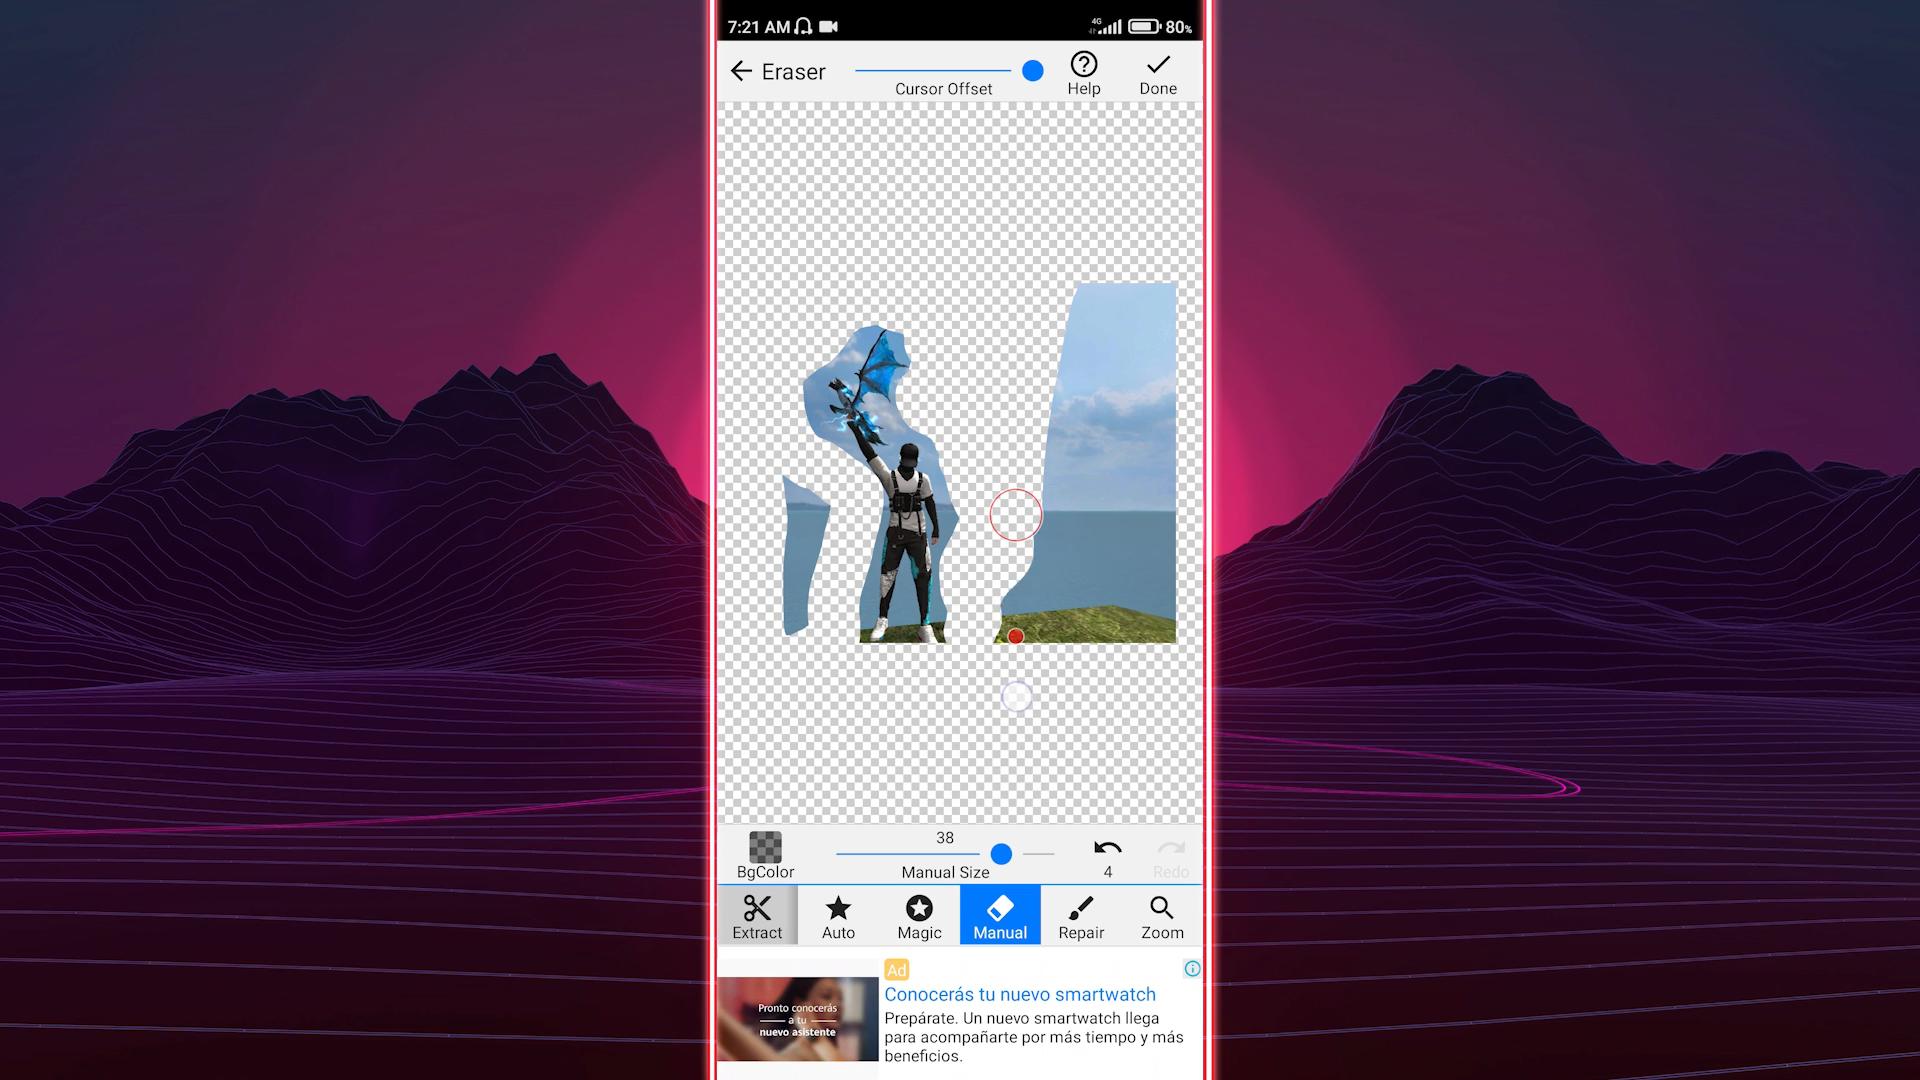 7:21 AM
4G
80%
Eraser
Cursor Offset
Help
Done
38
BgColor
Manual Size
4
Redo
Extract
Auto
Magic
Manual
Repair
Zoom
Pronto conocerás
a tu
nuevo asistente
Ad
Conocerás tu nuevo smartwatch
Prepárate. Un nuevo smartwatch llega
para acompañarte por más tiempo y más
beneficios.